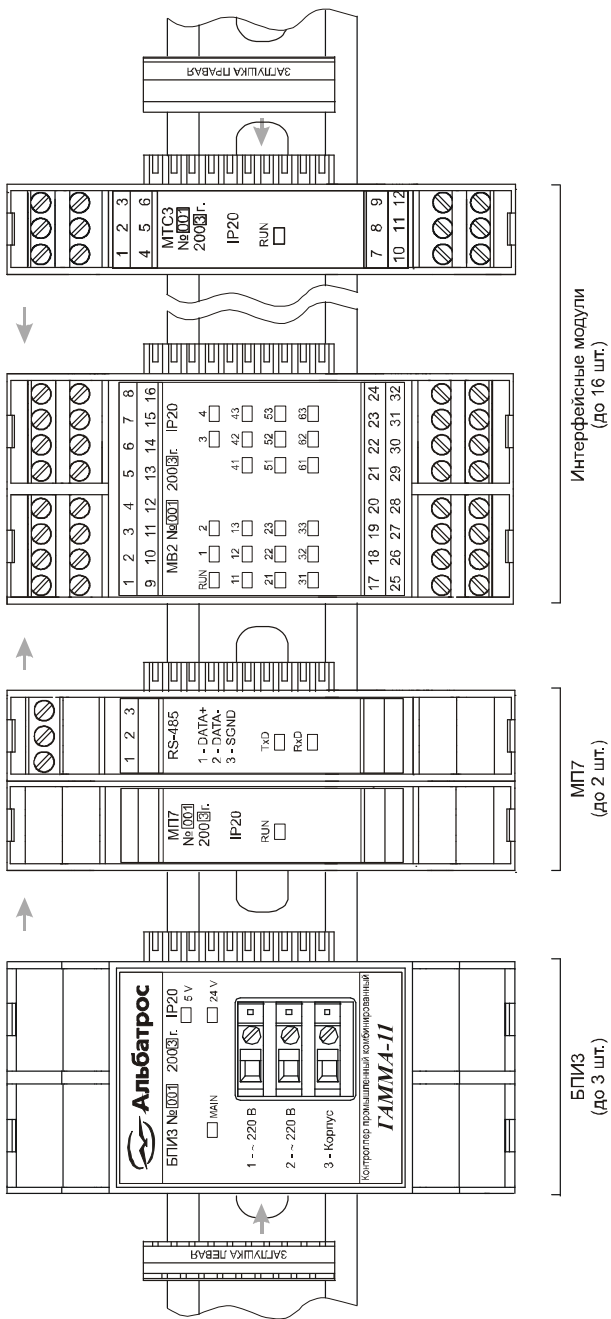 ЗАГЛУШКА ЛЕВАЯ
Альбатрос
БПИ3 №001 2003г. IP20
MAIN
5 V
24 V
1 - ~ 220 В
2 - ~ 220 В
3 - Корпус
Контроллер промышленный комбинированный
ГАММА-11
МП7
№001
2003г.
IP20
RUN
1 2 3
RS-485
1 - DATA+
2 - DATA-
3 - SGND
TxD
RxD
1 2 3 4 5 6 7 8
9 10 11 12 13 14 15 16
МВ2 №001 2003г. IP20
RUN 1 2 3 4
11 12 13 41 42 43
21 22 23 51 52 53
31 32 33 61 62 63
17 18 19 20 21 22 23 24
25 26 27 28 29 30 31 32
1 2 3
4 5 6
МТС3
№001
2003г.
IP20
RUN
7 8 9
10 11 12
ЗАГЛУШКА ПРАВАЯ
БПИ3
(до 3 шт.)
МП7
(до 2 шт.)
Интерфейсные модули
(до 16 шт.)